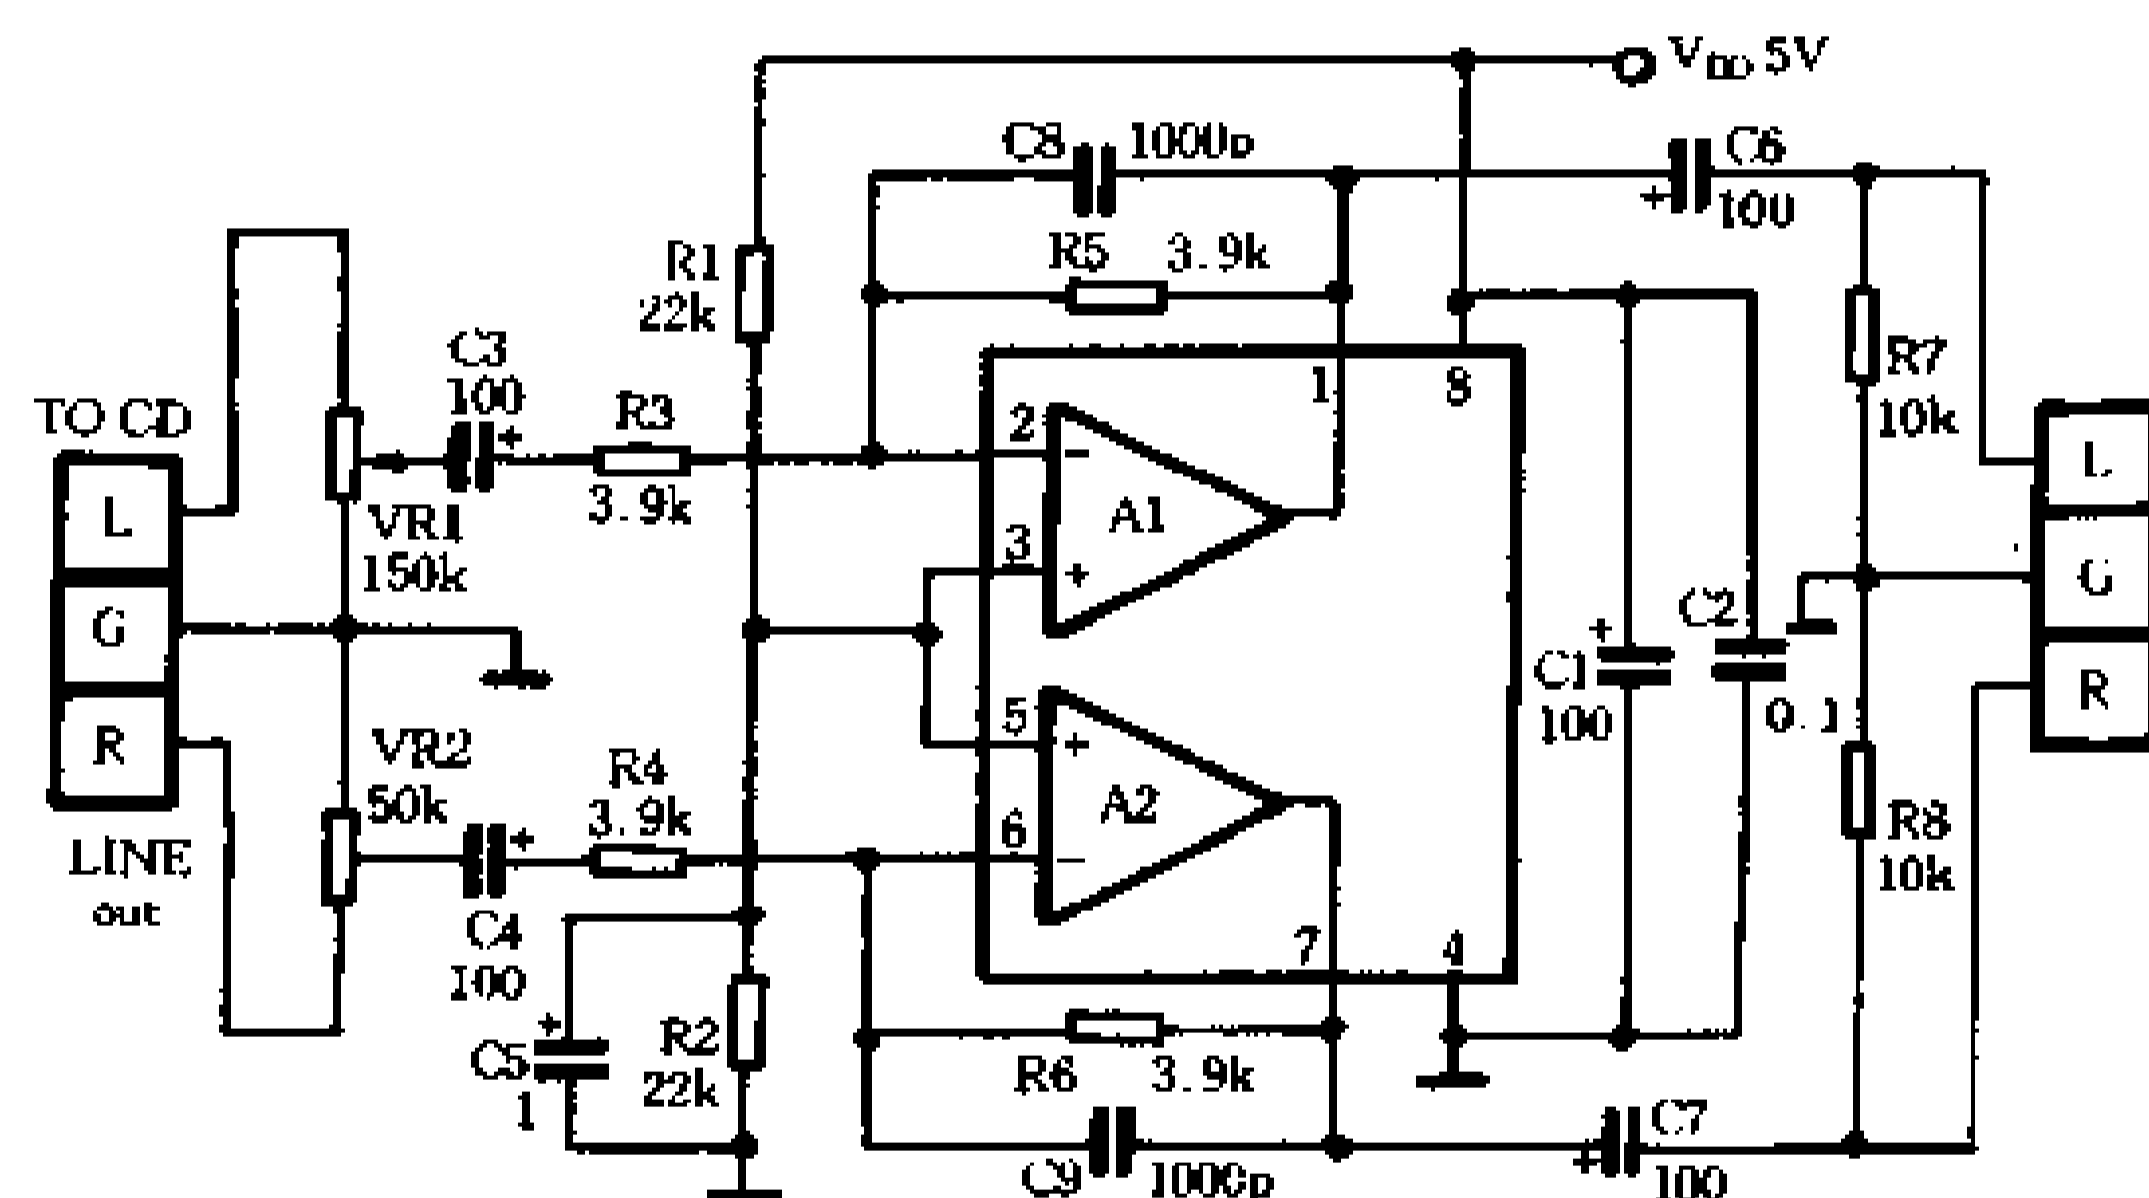 V_DD 5V
C8 1000p
C6
100
R5 3.9k
R1
22k
C3
100
R3
3.9k
TO CD
L
G
R
LINE
out
VR1
150k
VR2
50k
R4
3.9k
C4
100
C5
1
R2
22k
2
3
A1
1
8
5
6
A2
7
4
R6 3.9k
C9 1000p
C1
100
C2
0.1
R7
10k
R8
10k
L
G
R
C7
100